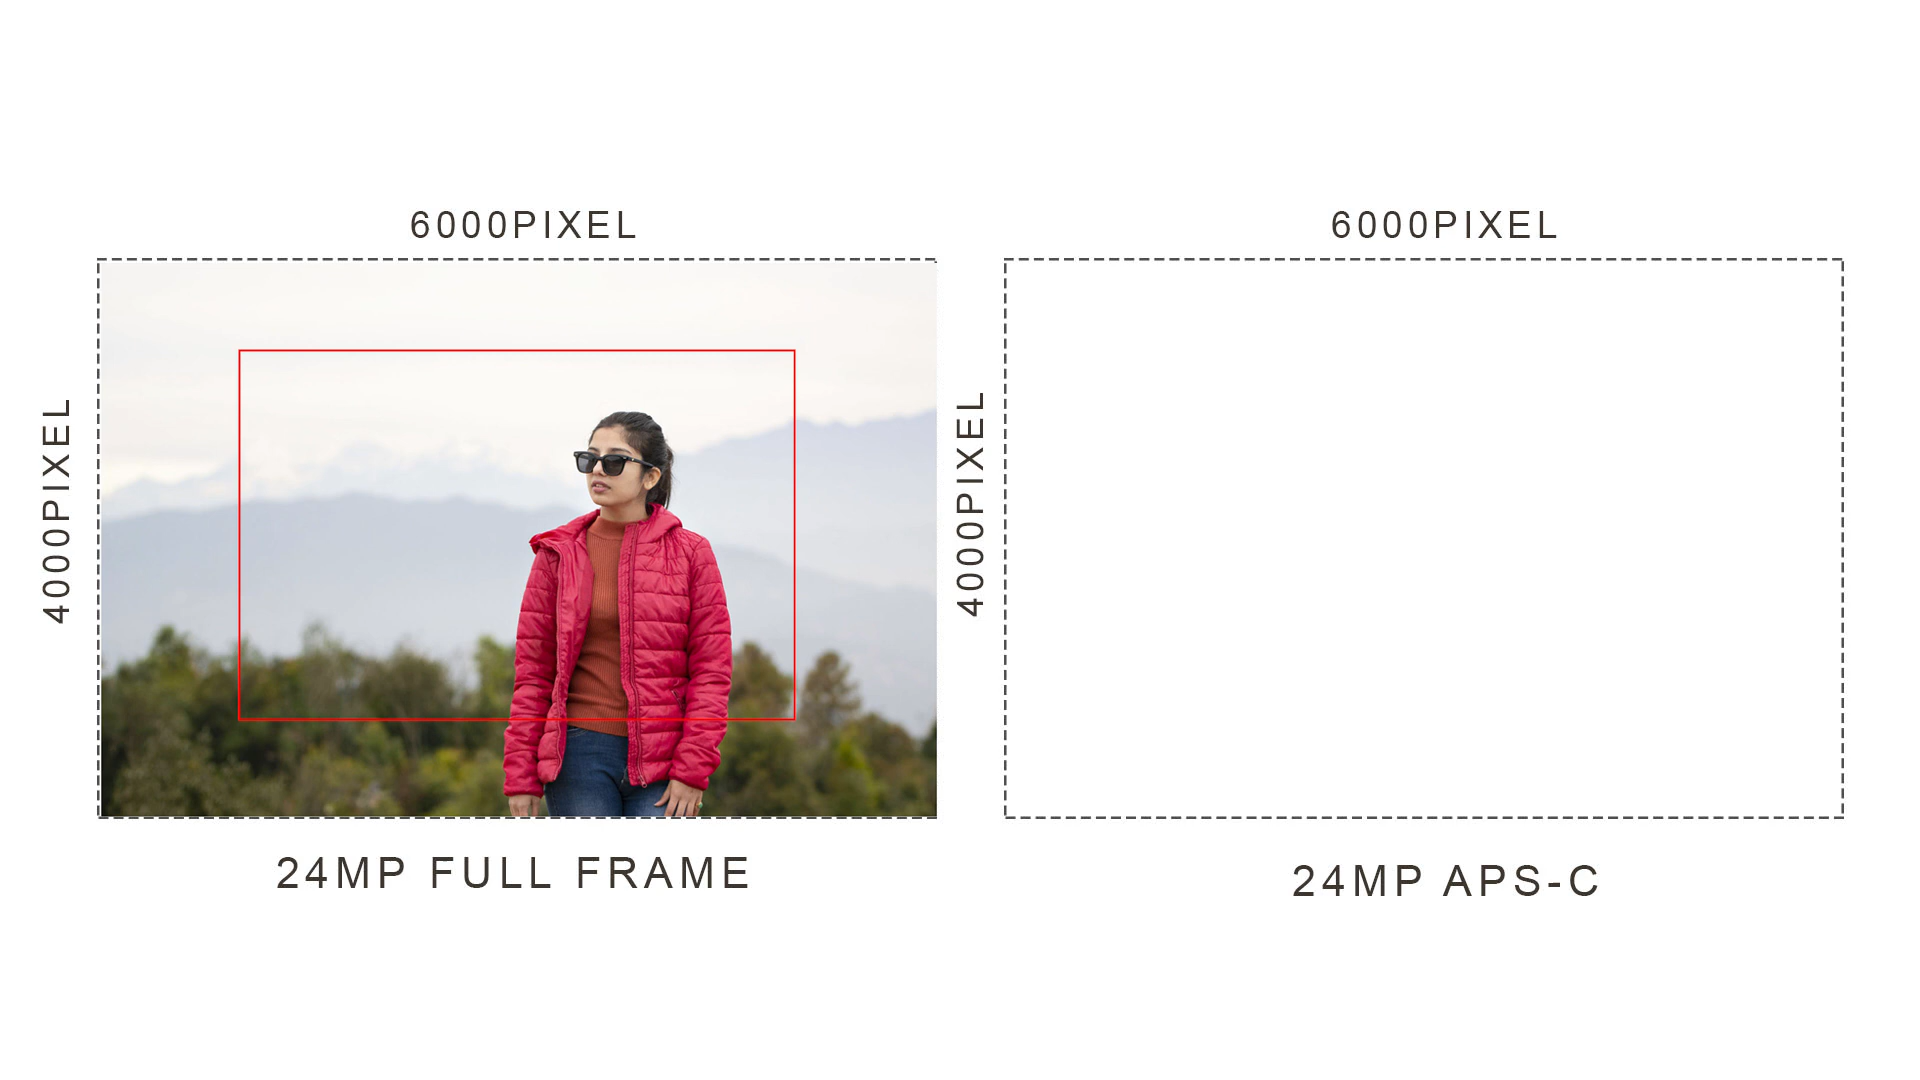 6000PIXEL
4000PIXEL
24MP FULL FRAME
6000PIXEL
4000PIXEL
24MP APS-C